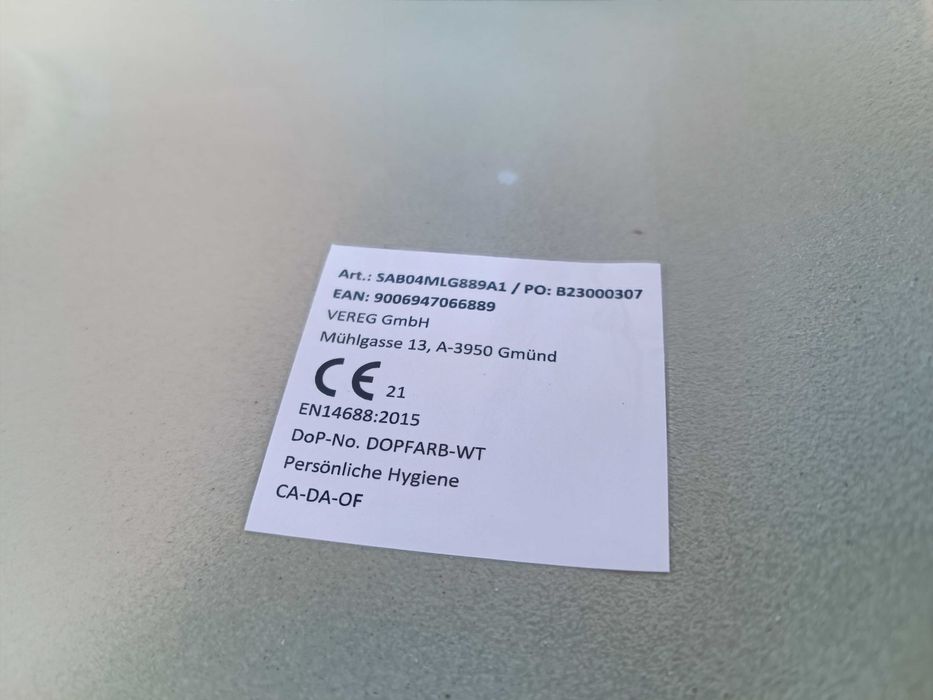 Art.: SAB04MLG889A1 / PO: B23000307
EAN: 9006947066889
VEREG GmbH
Mühlgasse 13, A-3950 Gmünd
CE 21
EN14688:2015
DoP-No. DOPFARB-WT
Persönliche Hygiene
CA-DA-OF